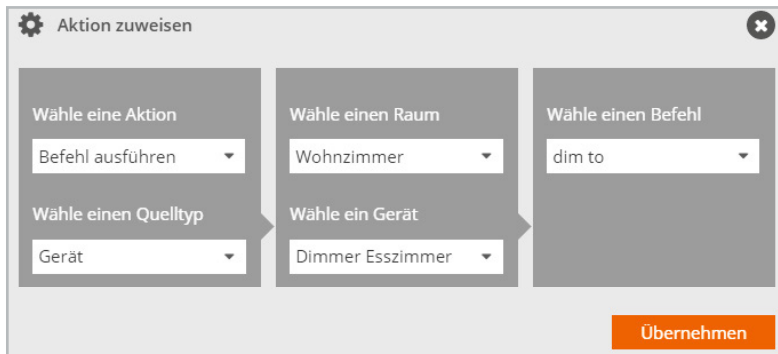 Aktion zuweisen
Wähle eine Aktion
Befehl ausführen
Wähle einen Quelltyp
Gerät
Wähle einen Raum
Wohnzimmer
Wähle ein Gerät
Dimmer Esszimmer
Wähle einen Befehl
dim to
Übernehmen